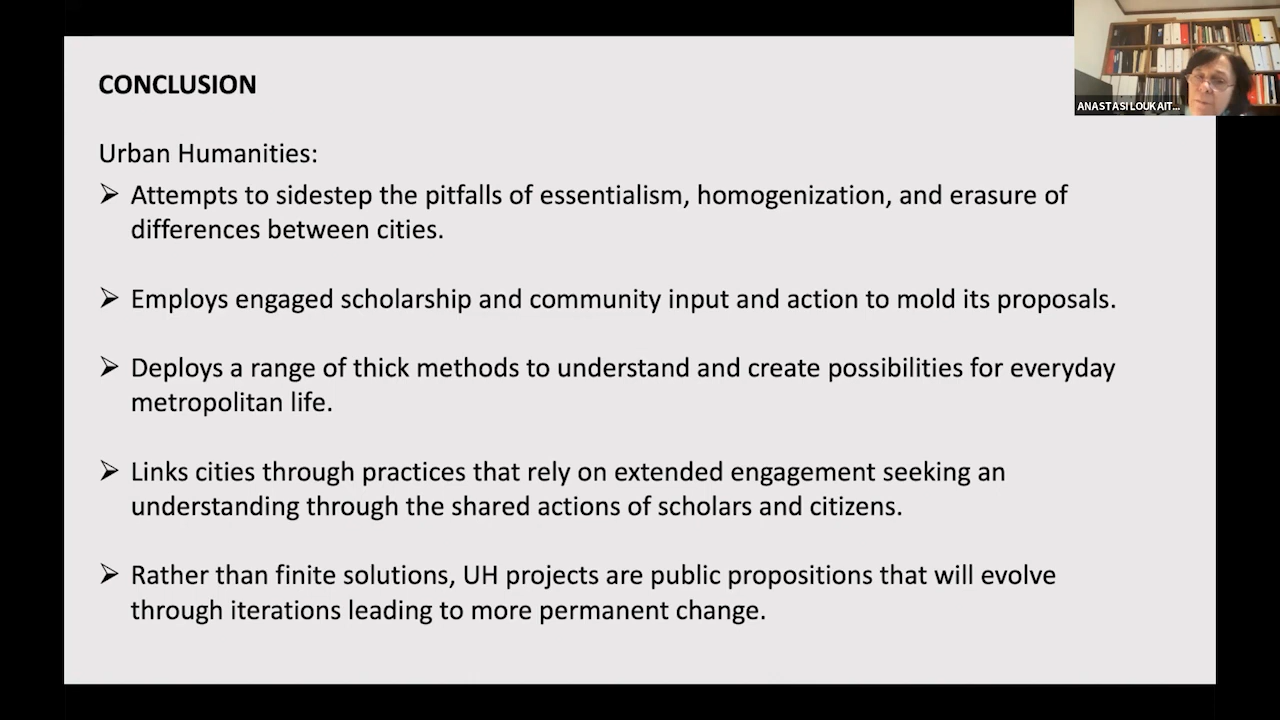 CONCLUSION
ANASTASI LOUKAIT...
Urban Humanities:
➢ Attempts to sidestep the pitfalls of essentialism, homogenization, and erasure of
differences between cities.
➢ Employs engaged scholarship and community input and action to mold its proposals.
➢ Deploys a range of thick methods to understand and create possibilities for everyday
metropolitan life.
➢ Links cities through practices that rely on extended engagement seeking an
understanding through the shared actions of scholars and citizens.
➢ Rather than finite solutions, UH projects are public propositions that will evolve
through iterations leading to more permanent change.